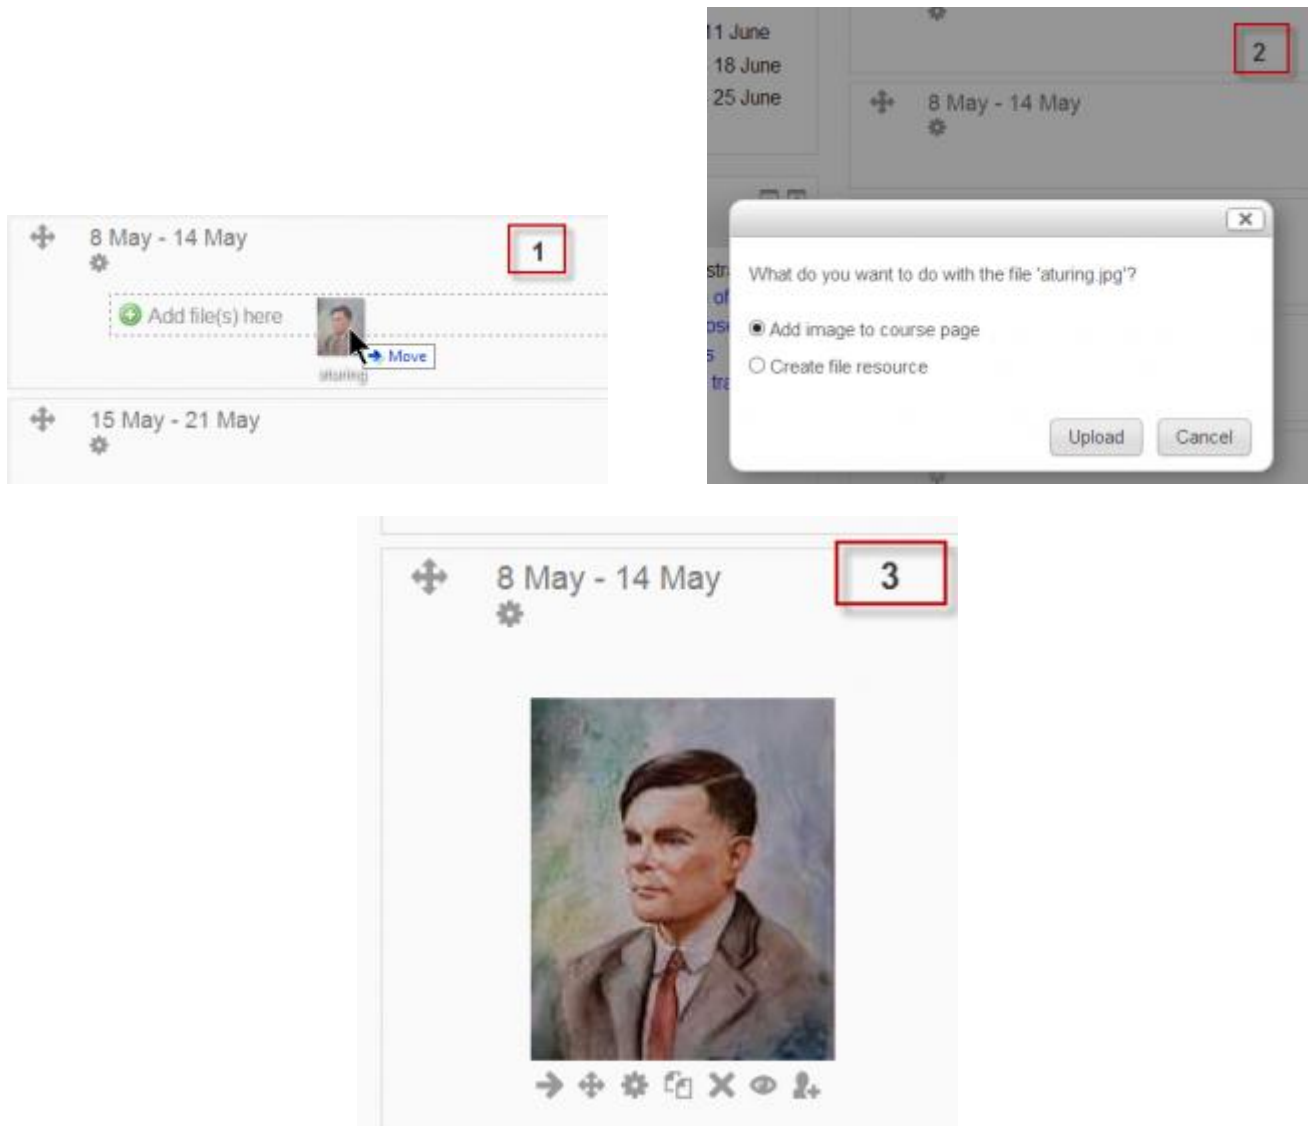 8 May - 14 May
1
Add file(s) here
Move
aturing
15 May - 21 May
11 June
18 June
25 June
2
8 May - 14 May
What do you want to do with the file 'aturing.jpg'?
Add image to course page
Create file resource
Upload
Cancel
8 May - 14 May
3